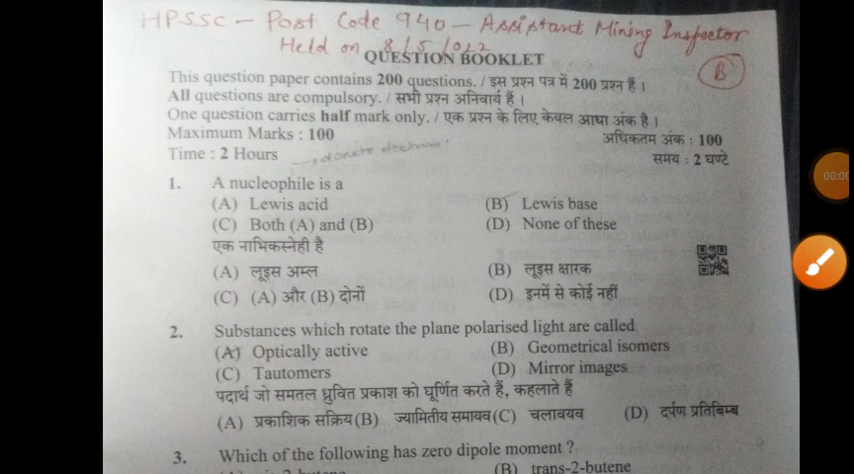 HPSSC - Post Code 940 - Assistant Mining Inspector
Held on 8/5/022
QUESTION BOOKLET
B
This question paper contains 200 questions. / इस प्रश्न पत्र में 200 प्रश्न हैं ।
All questions are compulsory. / सभी प्रश्न अनिवार्य हैं ।
One question carries half mark only. / एक प्रश्न के लिए केवल आधा अंक है ।
Maximum Marks : 100 अधिकतम अंक : 100
Time : 2 Hours donate समय : 2 घण्टे
1. A nucleophile is a
(A) Lewis acid (B) Lewis base
(C) Both (A) and (B) (D) None of these
एक नाभिकस्नेही है
(A) लूइस अम्ल (B) लूइस क्षारक
(C) (A) और (B) दोनों (D) इनमें से कोई नहीं
2. Substances which rotate the plane polarised light are called
(A) Optically active (B) Geometrical isomers
(C) Tautomers (D) Mirror images
पदार्थ जो समतल ध्रुवित प्रकाश को घूर्णित करते हैं, कहलाते हैं
(A) प्रकाशिक सक्रिय (B) ज्यामितीय समायव (C) चलावयव (D) दर्पण प्रतिबिम्ब
3. Which of the following has zero dipole moment ?
(B) trans-2-butene
00:00